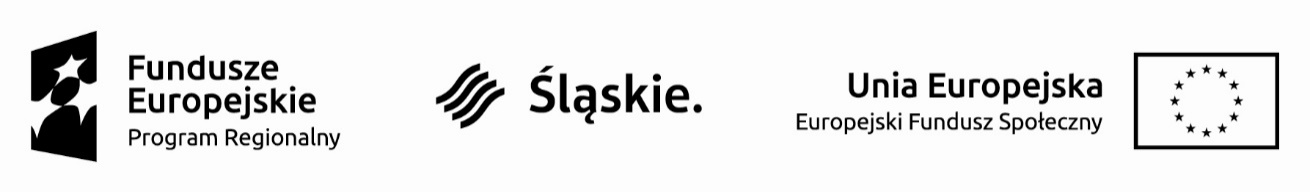 Fundusze
Europejskie
Program Regionalny
Śląskie.
Unia Europejska
Europejski Fundusz Społeczny